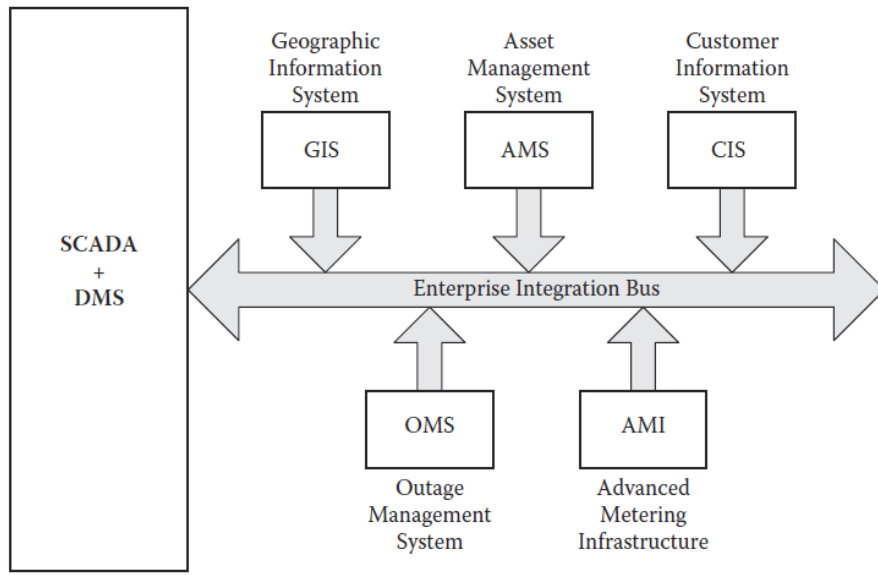 Geographic
Information
System
Asset
Management
System
Customer
Information
System
GIS
AMS
CIS
SCADA
+
DMS
Enterprise Integration Bus
OMS
AMI
Outage
Management
System
Advanced
Metering
Infrastructure